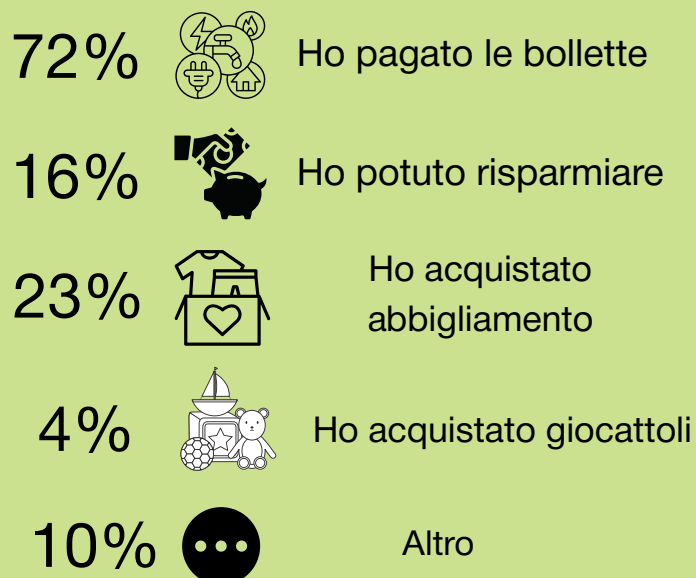 72% Ho pagato le bollette
16% Ho potuto risparmiare
23% Ho acquistato
abbigliamento
4% Ho acquistato giocattoli
10% Altro